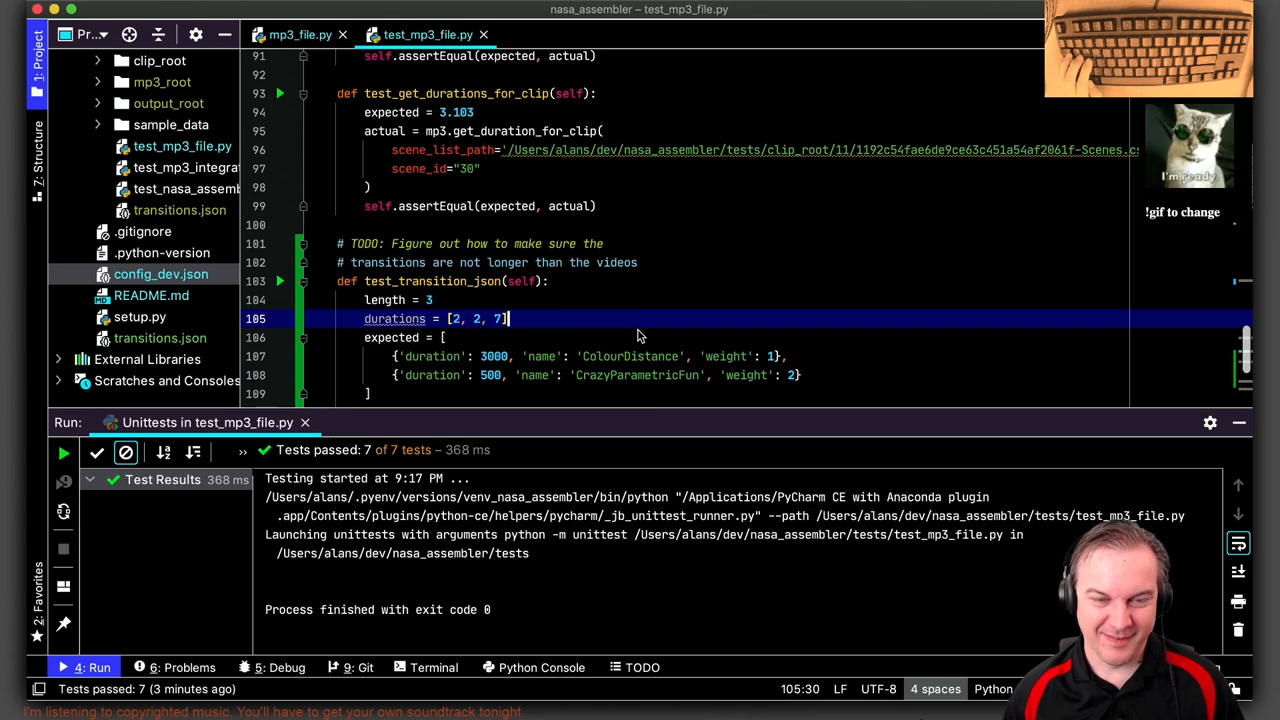 nasa_assembler – test_mp3_file.py
Pr...
mp3_file.py
test_mp3_file.py
1: Project
7: Structure
2: Favorites
clip_root
mp3_root
output_root
sample_data
test_mp3_file.py
test_mp3_integra
test_nasa_assemb
transitions.json
.gitignore
.python-version
config_dev.json
README.md
setup.py
transitions.json
External Libraries
Scratches and Consoles
91 self.assertEqual(expected, actual)
92
93 def test_get_durations_for_clip(self):
94 expected = 3.103
95 actual = mp3.get_duration_for_clip(
96 scene_list_path='/Users/alans/dev/nasa_assembler/tests/clip_root/11/1192c54fae6de9ce63c451a54af2061f-Scenes.cs
97 scene_id="30"
98 )
99 self.assertEqual(expected, actual)
100
101 # TODO: Figure out how to make sure the
102 # transitions are not longer than the videos
103 def test_transition_json(self):
104 length = 3
105 durations = [2, 2, 7]
106 expected = [
107 {'duration': 3000, 'name': 'ColourDistance', 'weight': 1},
108 {'duration': 500, 'name': 'CrazyParametricFun', 'weight': 2}
109 ]
I'm ready.
!gif to change
Run: Unittests in test_mp3_file.py
Tests passed: 7 of 7 tests – 368 ms
Test Results 368 ms
Testing started at 9:17 PM ...
/Users/alans/.pyenv/versions/venv_nasa_assembler/bin/python "/Applications/PyCharm CE with Anaconda plugin
.app/Contents/plugins/python-ce/helpers/pycharm/_jb_unittest_runner.py" --path /Users/alans/dev/nasa_assembler/tests/test_mp3_file.py
Launching unittests with arguments python -m unittest /Users/alans/dev/nasa_assembler/tests/test_mp3_file.py in
/Users/alans/dev/nasa_assembler/tests
Process finished with exit code 0
4: Run 6: Problems 5: Debug 9: Git Terminal Python Console TODO
Tests passed: 7 (3 minutes ago) 105:30 LF UTF-8 4 spaces Python
I'm listening to copyrighted music. You'll have to get your own soundtrack tonight